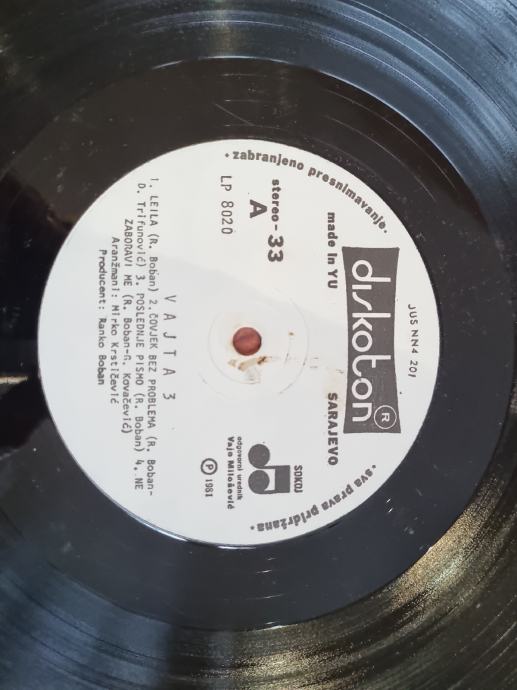 JUS NN4 201
diskoton ®
made in YU SARAJEVO
• zabranjeno presnimavanje •
• sva prava pridržana •
stereo-33
A
LP 8020
SOKOJ
odgovorni urednik
Vojo Milošević
Ⓟ 1981
VAJTA 3
1. LEILA (R. Boban) 2. ČOVJEK BEZ PROBLEMA (R. Boban-
D. Trifunović) 3. POSLEDNJE PISMO (R. Boban) 4. NE
ZABORAVI ME (R. Boban-R. Kovačević)
Aranžmani: Mirko Krstičević
Producent: Ranko Boban